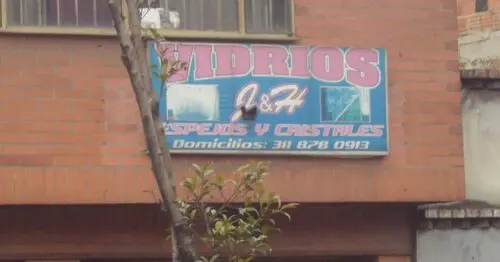 VIDRIOS
J&H
ESPEJOS Y CRISTALES
Domicilios: 311 878 0913